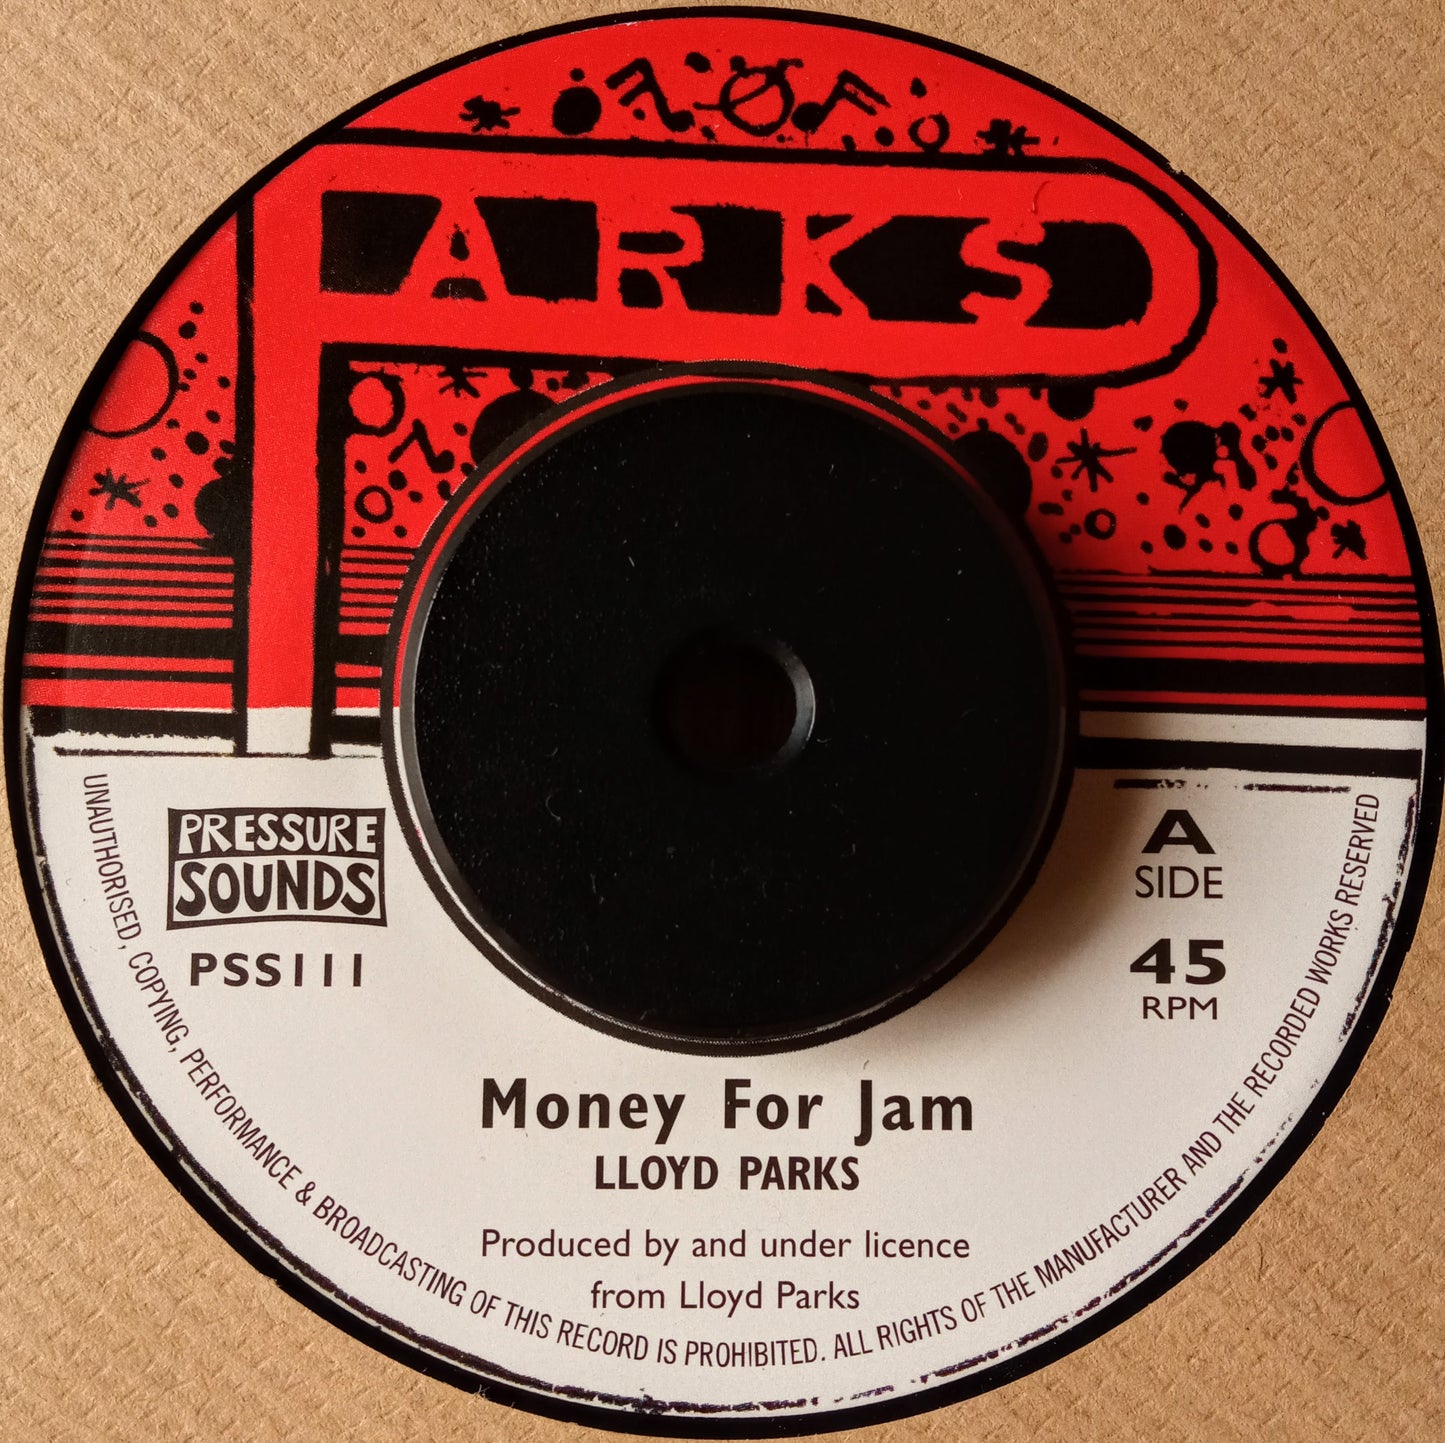 PARKS
PRESSURE
SOUNDS
PSS111
A
SIDE
45
RPM
Money For Jam
LLOYD PARKS
Produced by and under licence
from Lloyd Parks
UNAUTHORISED, COPYING, PERFORMANCE & BROADCASTING OF THIS RECORD IS PROHIBITED. ALL RIGHTS OF THE MANUFACTURER AND THE RECORDED WORKS RESERVED